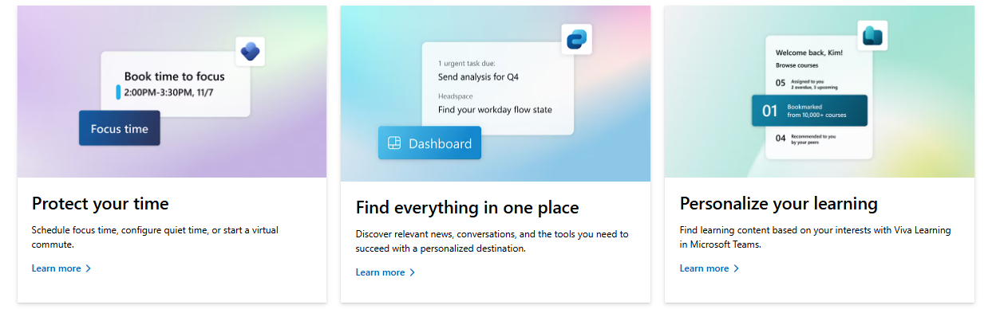 Book time to focus
2:00PM-3:30PM, 11/7
Focus time
Protect your time
Schedule focus time, configure quiet time, or start a virtual
commute.
Learn more
1 urgent task due:
Send analysis for Q4
Headspace
Find your workday flow state
Dashboard
Find everything in one place
Discover relevant news, conversations, and the tools you need to
succeed with a personalized destination.
Learn more
Welcome back, Kim!
Browse courses
05 Assigned to you
2 overdue, 3 upcoming
01 Bookmarked
from 10,000+ courses
04 Recommended to you
by your peers
Personalize your learning
Find learning content based on your interests with Viva Learning
in Microsoft Teams.
Learn more